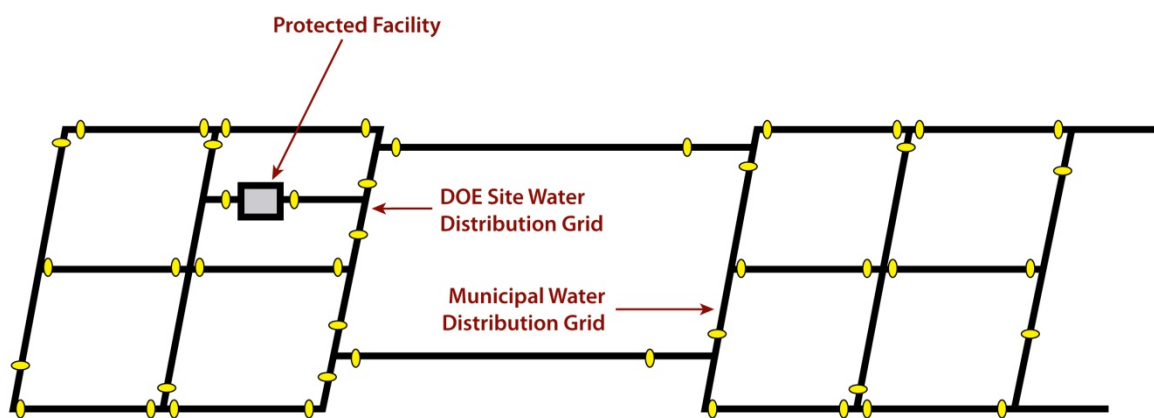 Protected Facility
DOE Site Water
Distribution Grid
Municipal Water
Distribution Grid